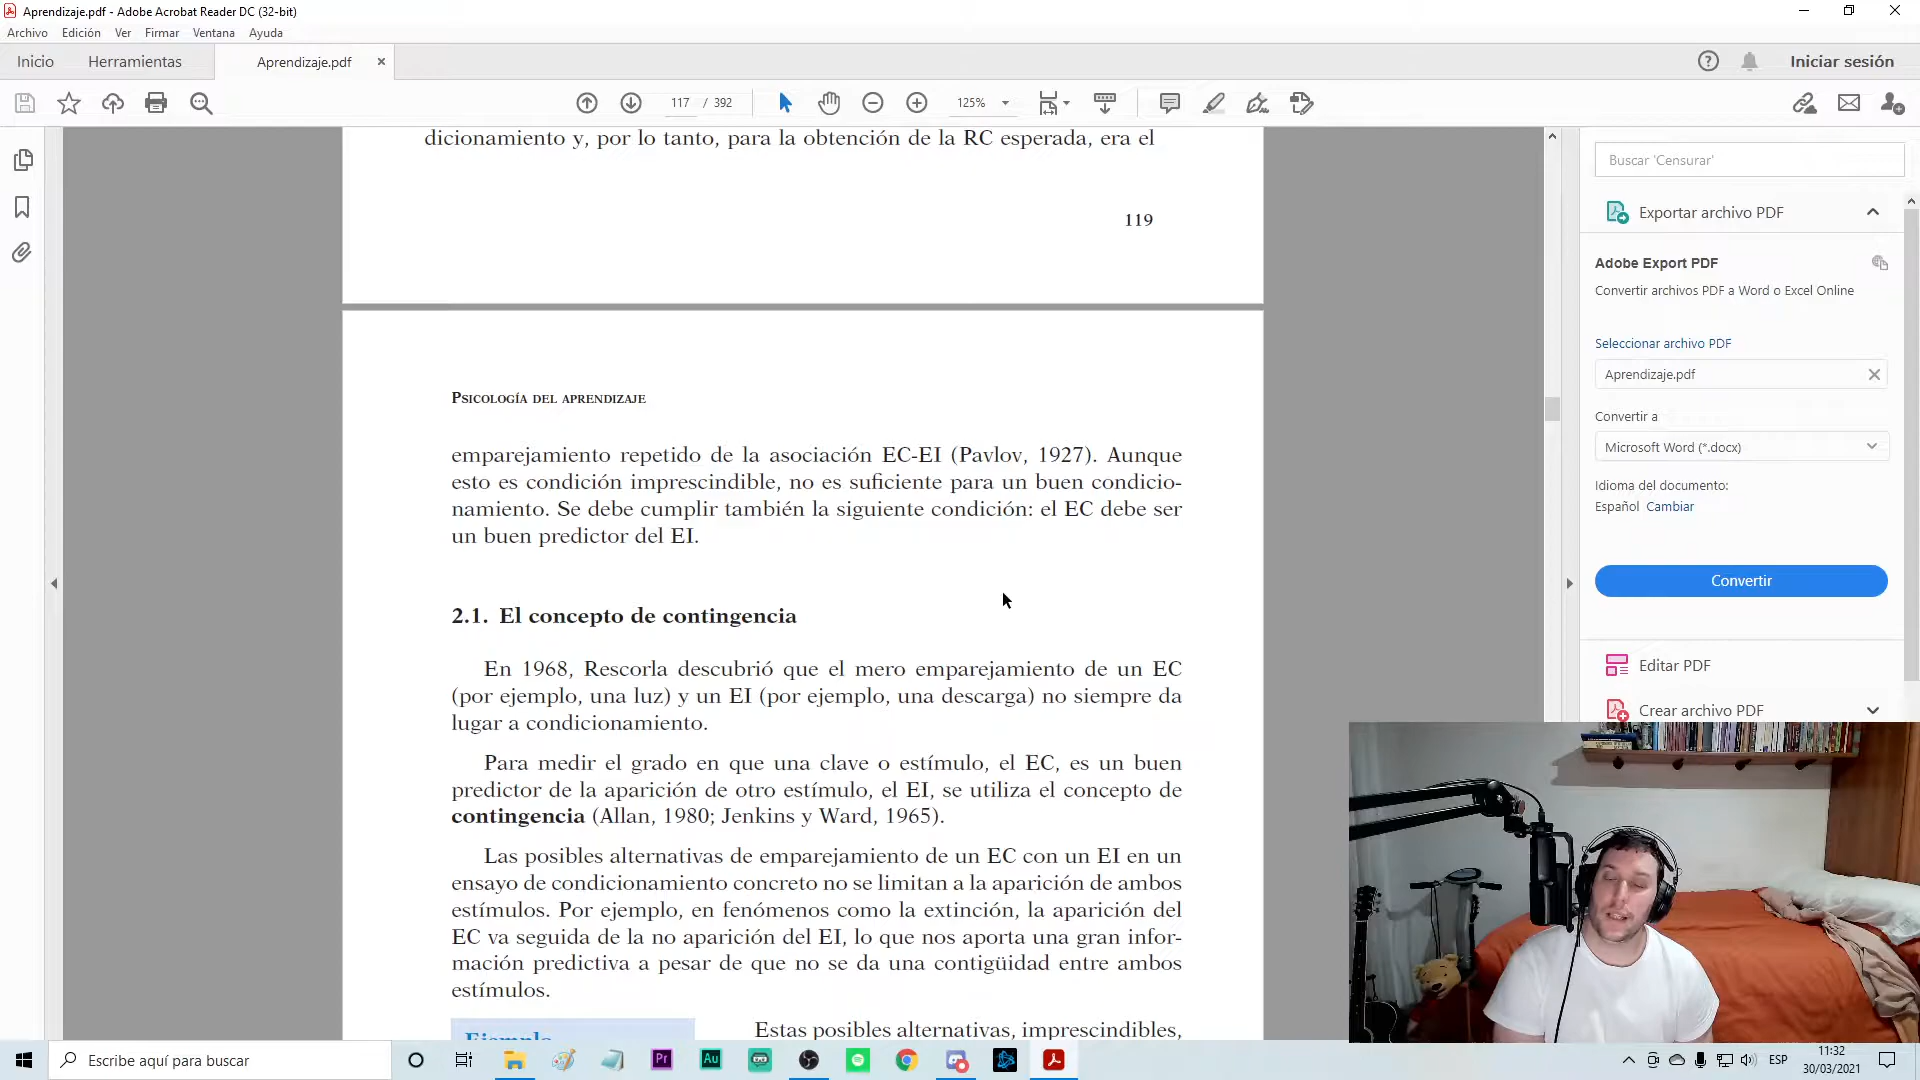 Aprendizaje.pdf - Adobe Acrobat Reader DC (32-bit)
Archivo Edición Ver Firmar Ventana Ayuda
Inicio Herramientas Aprendizaje.pdf Iniciar sesión
117 / 392 125%
dicionamiento y, por lo tanto, para la obtención de la RC esperada, era el
119
Psicología del aprendizaje
emparejamiento repetido de la asociación EC-EI (Pavlov, 1927). Aunque
esto es condición imprescindible, no es suficiente para un buen condicio-
namiento. Se debe cumplir también la siguiente condición: el EC debe ser
un buen predictor del EI.
2.1. El concepto de contingencia
En 1968, Rescorla descubrió que el mero emparejamiento de un EC
(por ejemplo, una luz) y un EI (por ejemplo, una descarga) no siempre da
lugar a condicionamiento.
Para medir el grado en que una clave o estímulo, el EC, es un buen
predictor de la aparición de otro estímulo, el EI, se utiliza el concepto de
contingencia (Allan, 1980; Jenkins y Ward, 1965).
Las posibles alternativas de emparejamiento de un EC con un EI en un
ensayo de condicionamiento concreto no se limitan a la aparición de ambos
estímulos. Por ejemplo, en fenómenos como la extinción, la aparición del
EC va seguida de la no aparición del EI, lo que nos aporta una gran infor-
mación predictiva a pesar de que no se da una contigüidad entre ambos
estímulos.
Ejemplo
Estas posibles alternativas, imprescindibles,
Buscar 'Censurar'
Exportar archivo PDF
Adobe Export PDF
Convertir archivos PDF a Word o Excel Online
Seleccionar archivo PDF
Aprendizaje.pdf
Convertir a
Microsoft Word (*.docx)
Idioma del documento:
Español Cambiar
Convertir
Editar PDF
Crear archivo PDF
Escribe aquí para buscar
Pr Au
ESP
11:32
30/03/2021